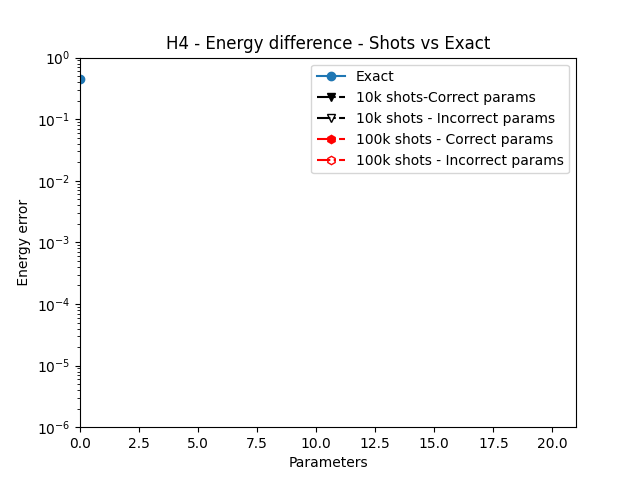 H4 - Energy difference - Shots vs Exact
Exact
10k shots-Correct params
10k shots - Incorrect params
100k shots - Correct params
100k shots - Incorrect params
Energy error
10⁰
10⁻¹
10⁻²
10⁻³
10⁻⁴
10⁻⁵
10⁻⁶
0.0 2.5 5.0 7.5 10.0 12.5 15.0 17.5 20.0
Parameters